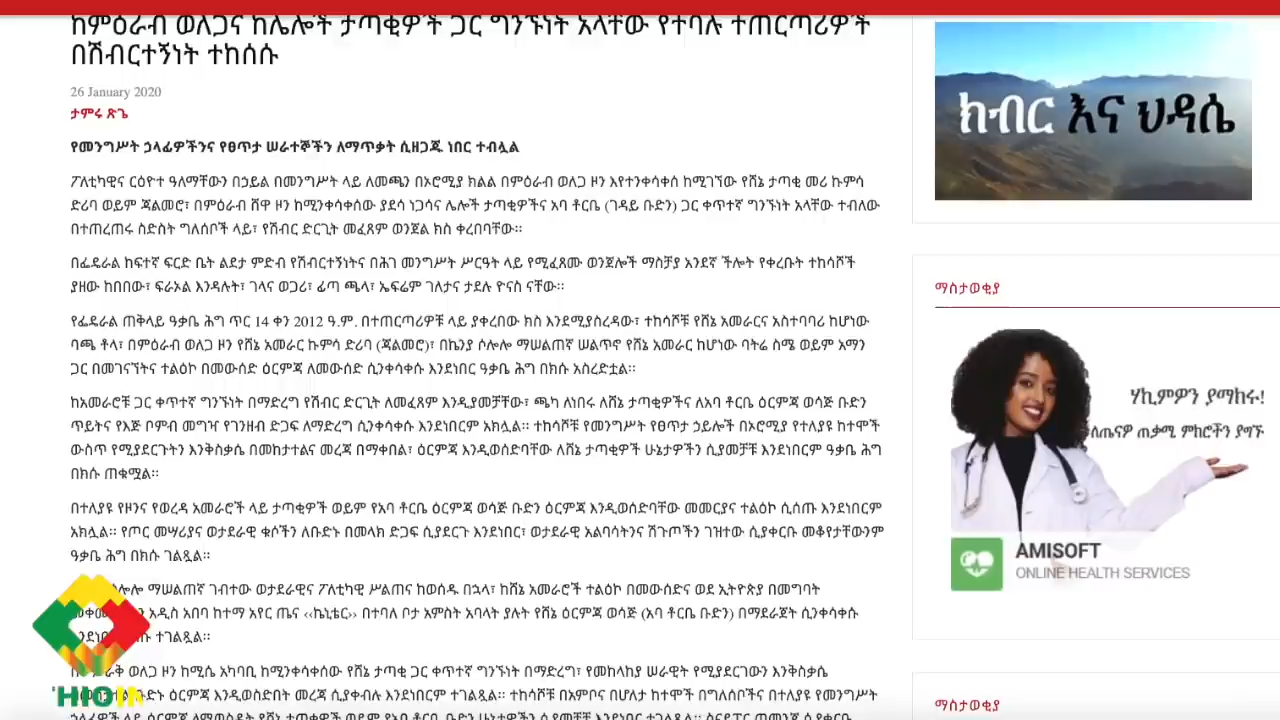 ከምዕራብ ወለጋና ከሌሎች ታጣቂዎች ጋር ግንኙነት አላቸው የተባሉ ተጠርጣሪዎች
በሽብርተኝነት ተከሰሱ
26 January 2020
ታምሩ ጽጌ
የመንግሥት ኃላፊዎችንና የፀጥታ ሠራተኞችን ለማጥቃት ሲዘጋጁ ነበር ተብሏል
ፖለቲካዊና ርዕዮተ ዓለማቸውን በኃይል በመንግሥት ላይ ለመጫን በኦሮሚያ ክልል በምዕራብ ወለጋ ዞን እየተንቀሳቀሰ ከሚገኘው የሸኔ ታጣቂ መሪ ኩምሳ
ድሪባ ወይም ጃልመሮ፣ በምዕራብ ሸዋ ዞን ከሚንቀሳቀሰው ያደሳ ነጋሳና ሌሎች ታጣቂዎችና አባ ቶርቤ (ገዳይ ቡድን) ጋር ቀጥተኛ ግንኙነት አላቸው ተብለው
በተጠረጠሩ ስድስት ግለሰቦች ላይ፣ የሽብር ድርጊት መፈጸም ወንጀል ክስ ቀረበባቸው፡፡
በፌዴራል ከፍተኛ ፍርድ ቤት ልደታ ምድብ የሽብርተኝነትና በሕገ መንግሥት ሥርዓት ላይ የሚፈጸሙ ወንጀሎች ማስቻያ አንደኛ ችሎት የቀረቡት ተከሳሾች
ያዘው ከበበው፣ ፍራኦል እንዳሉት፣ ገላና ወጋሪ፣ ፊጣ ጫላ፣ ኤፍሬም ገለታና ታደሉ ዮናስ ናቸው፡፡
የፌዴራል ጠቅላይ ዓቃቤ ሕግ ጥር 14 ቀን 2012 ዓ.ም. በተጠርጣሪዎቹ ላይ ያቀረበው ክስ እንደሚያስረዳው፣ ተከሳሾቹ የሸኔ አመራርና አስተባባሪ ከሆነው
ባጫ ቶላ፣ በምዕራብ ወለጋ ዞን የሸኔ አመራር ኩምሳ ድሪባ (ጃልመሮ)፣ በኬንያ ሶሎሎ ማሠልጠኛ ሠልጥኖ የሸኔ አመራር ከሆነው ባትሬ ስሜ ወይም አማን
ጋር በመገናኘትና ተልዕኮ በመውሰድ ዕርምጃ ለመውሰድ ሲንቀሳቀሱ እንደነበር ዓቃቤ ሕግ በክሱ አስረድቷል፡፡
ከአመራሮቹ ጋር ቀጥተኛ ግንኙነት በማድረግ የሽብር ድርጊት ለመፈጸም እንዲያመቻቸው፣ ጫካ ለነበሩ ለሸኔ ታጣቂዎችና ለአባ ቶርቤ ዕርምጃ ወሳጅ ቡድን
ጥይትና የእጅ ቦምብ መግዣ የገንዘብ ድጋፍ ለማድረግ ሲንቀሳቀሱ እንደነበርም አክሏል፡፡ ተከሳሾቹ የመንግሥት የፀጥታ ኃይሎች በኦሮሚያ የተለያዩ ከተሞች
ውስጥ የሚያደርጉትን እንቅስቃሴ በመከታተልና መረጃ በማቀበል፣ ዕርምጃ እንዲወስድባቸው ለሸኔ ታጣቂዎች ሁኔታዎችን ሲያመቻቹ እንደነበርም ዓቃቤ ሕግ
በክሱ ጠቁሟል፡፡
በተለያዩ የዞንና የወረዳ አመራሮች ላይ ታጣቂዎች ወይም የአባ ቶርቤ ዕርምጃ ወሳጅ ቡድን ዕርምጃ እንዲወስድባቸው መመርያና ተልዕኮ ሲሰጡ እንደነበርም
አክሏል፡፡ የጦር መሣሪያና ወታደራዊ ቁሶችን ለቡድኑ በመላክ ድጋፍ ሲያደርጉ እንደነበር፣ ወታደራዊ አልባሳትንና ሽጉጦችን ገዝተው ሲያቀርቡ መቆየታቸውንም
ዓቃቤ ሕግ በክሱ ገልጿል፡፡
ማሠልጠኛ ገብተው ወታደራዊና ፖለቲካዊ ሥልጠና ከወሰዱ በኋላ፣ ከሸኔ አመራሮች ተልዕኮ በመውሰድና ወደ ኢትዮጵያ በመግባት
አዲስ አበባ ከተማ አየር ጤና ‹‹ኬኒቴር›› በተባለ ቦታ አምስት አባላት ያሉት የሸኔ ዕርምጃ ወሳጅ (አባ ቶርቤ ቡድን) በማደራጀት ሲንቀሳቀሱ
ተገልጿል፡፡
ወለጋ ዞን ከሚሴ አካባቢ ከሚንቀሳቀሰው የሸኔ ታጣቂ ጋር ቀጥተኛ ግንኙነት በማድረግ፣ የመከላከያ ሠራዊት የሚያደርገውን እንቅስቃሴ
ዕርምጃ እንዲወስድበት መረጃ ሲያቀብሉ እንደነበርም ተገልጿል፡፡ ተከሳሾቹ በአምቦና በሆለታ ከተሞች በግለሰቦችና በተለያዩ የመንግሥት
ክብር እና ህዳሴ
ማስታወቂያ
ሃኪምዎን ያማክሩ!
ለጤናዎ ጠቃሚ ምክሮችን ያግኙ
AMISOFT
ONLINE HEALTH SERVICES
ማስታወቂያ